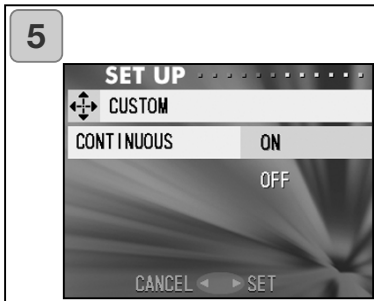 5
SET UP
CUSTOM
CONTINUOUS ON
OFF
CANCEL SET